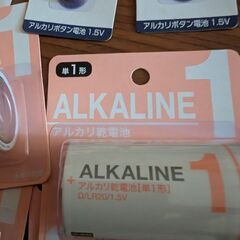 アルカリボタン電池 1.5V
アルカリボタン電池 1.5V
単1形
1
ALKALINE
アルカリ乾電池
+ ALKALINE
アルカリ乾電池[単1形]
D/LR20/1.5V